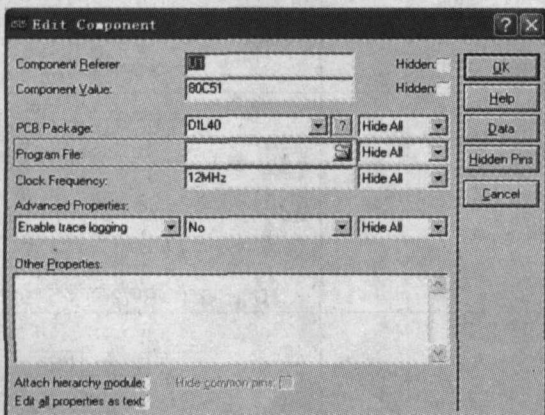 Edit Component
Component Referer U1 Hidden:
Component Value: 80C51 Hidden:
PCB Package: DIL40 ? Hide All
Program File: Hide All
Clock Frequency: 12MHz Hide All
Advanced Properties:
Enable trace logging No Hide All
Other Properties:
Attach hierarchy module: Hide common pins:
Edit all properties as text:
OK
Help
Data
Hidden Pins
Cancel